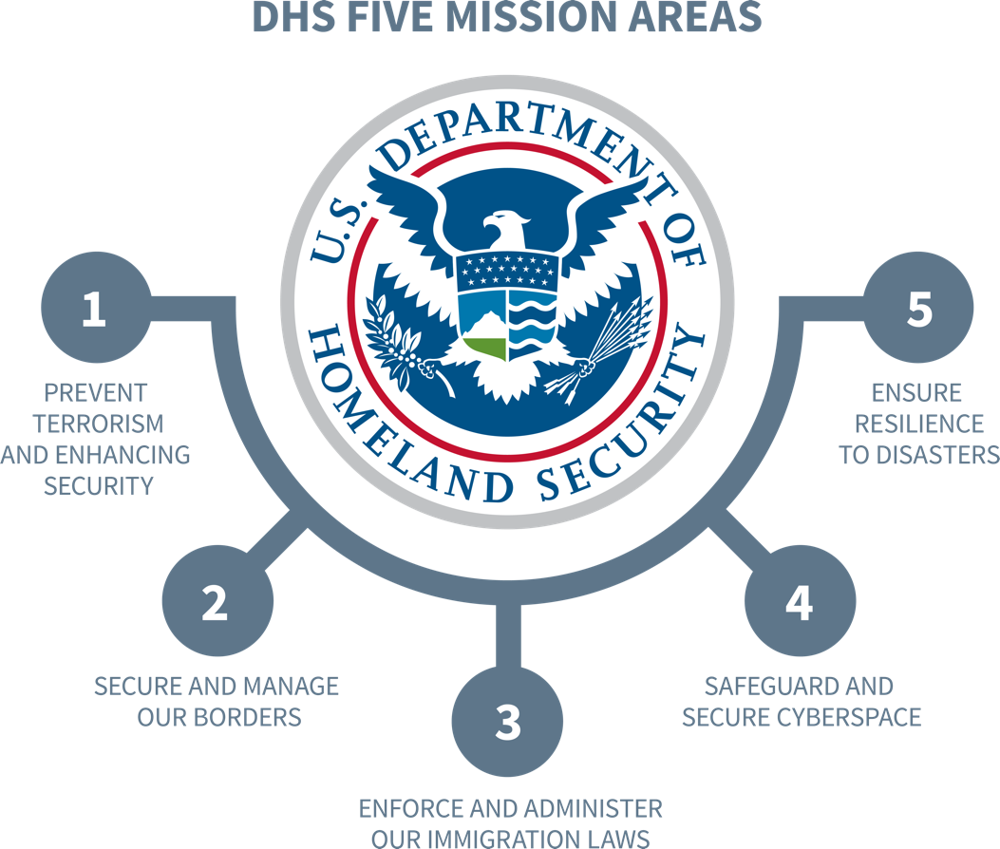 DHS FIVE MISSION AREAS
U.S. DEPARTMENT OF
HOMELAND SECURITY
1
PREVENT
TERRORISM
AND ENHANCING
SECURITY
2
SECURE AND MANAGE
OUR BORDERS
3
ENFORCE AND ADMINISTER
OUR IMMIGRATION LAWS
4
SAFEGUARD AND
SECURE CYBERSPACE
5
ENSURE
RESILIENCE
TO DISASTERS